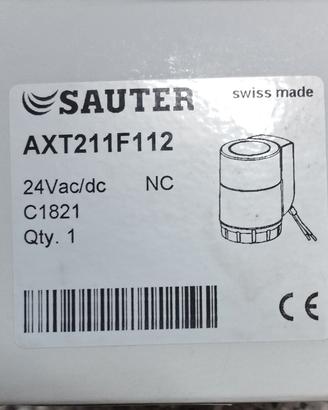 SAUTER swiss made
AXT211F112
24Vac/dc NC
C1821
Qty. 1
CE